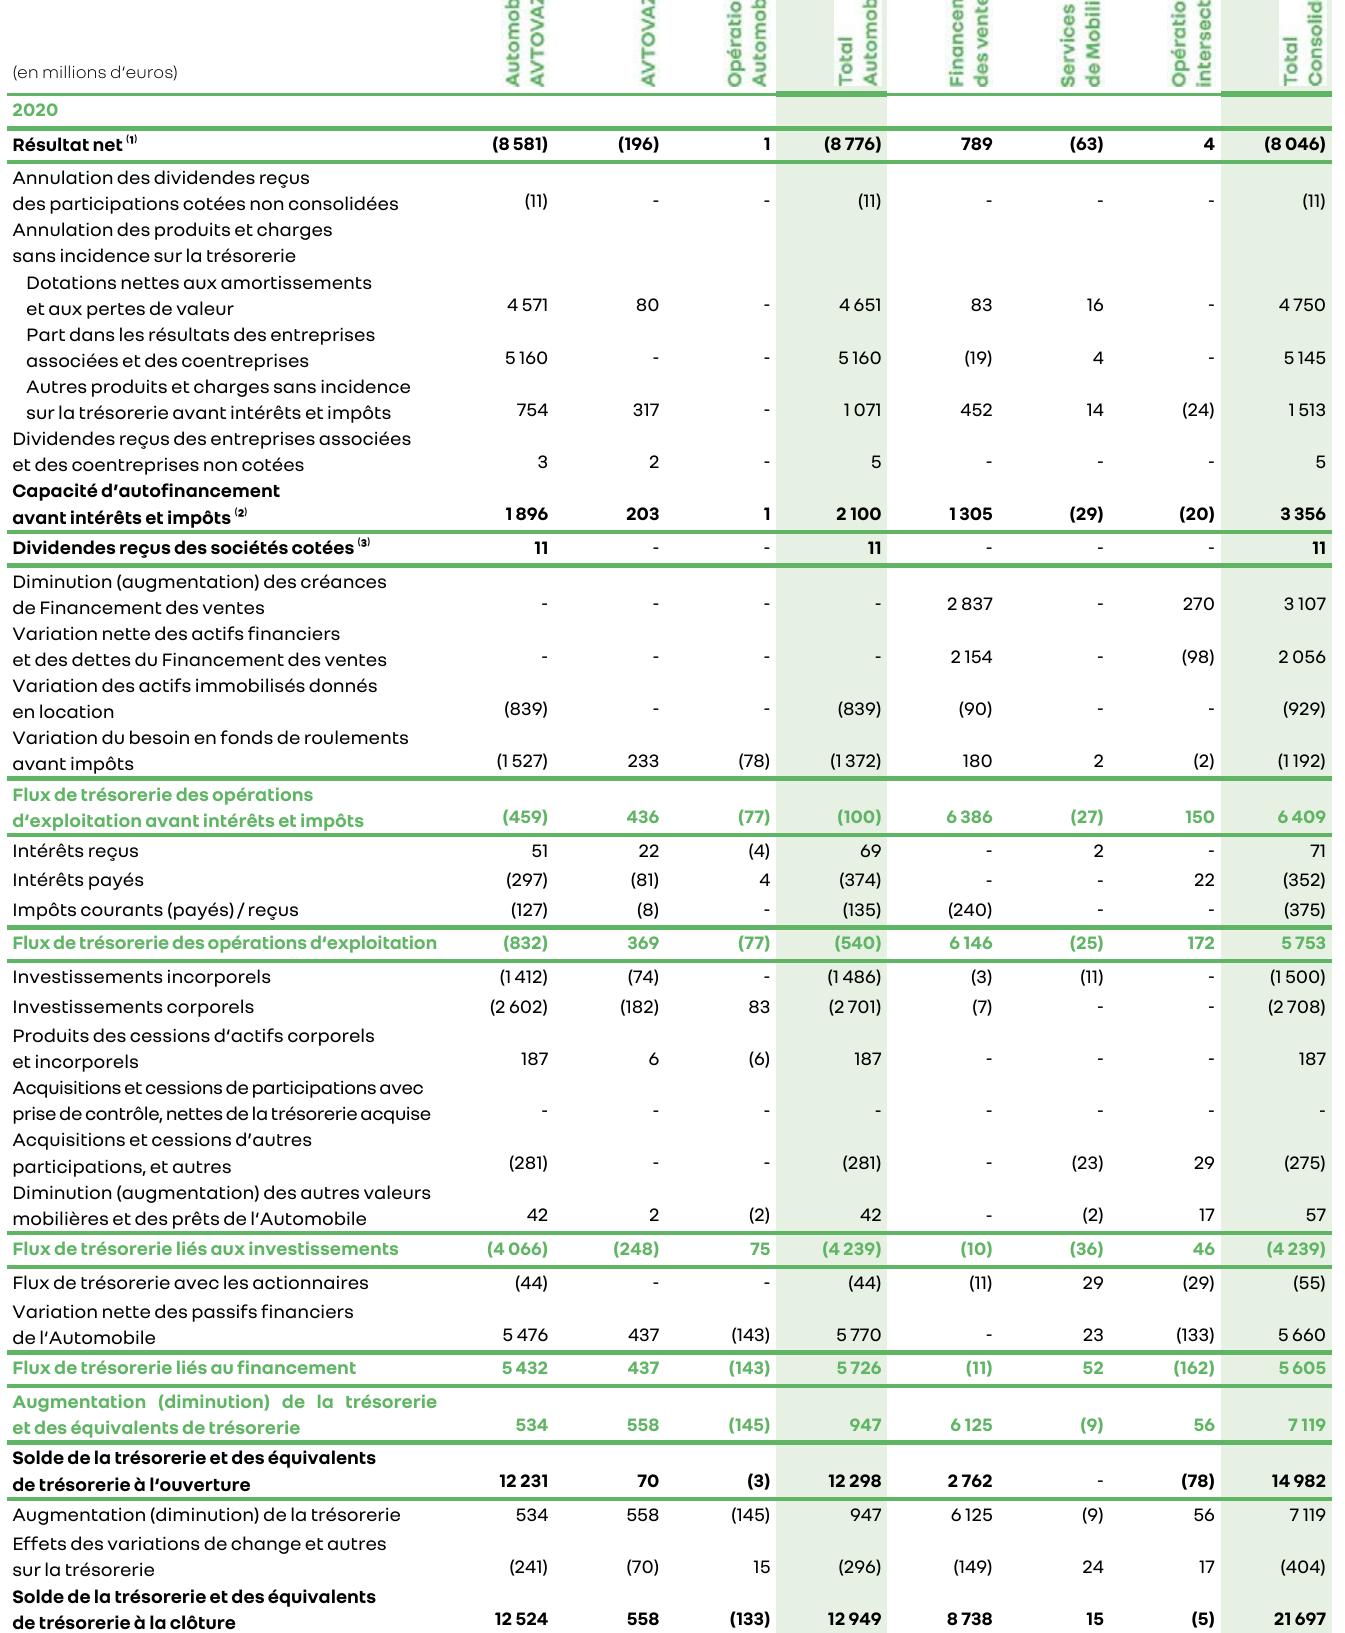 (en millions d'euros) Automob AVTOVAZ AVTOVAZ Opératio Automob Total Automob Financem des vente Services de Mobili Opératio intersect Total Consolid
2020
Résultat net (1) (8 581) (196) 1 (8 776) 789 (63) 4 (8 046)
Annulation des dividendes reçus
des participations cotées non consolidées (11) - - (11) - - - (11)
Annulation des produits et charges
sans incidence sur la trésorerie
Dotations nettes aux amortissements
et aux pertes de valeur 4 571 80 - 4 651 83 16 - 4 750
Part dans les résultats des entreprises
associées et des coentreprises 5 160 - - 5 160 (19) 4 - 5 145
Autres produits et charges sans incidence
sur la trésorerie avant intérêts et impôts 754 317 - 1 071 452 14 (24) 1 513
Dividendes reçus des entreprises associées
et des coentreprises non cotées 3 2 - 5 - - - 5
Capacité d'autofinancement
avant intérêts et impôts (2) 1 896 203 1 2 100 1 305 (29) (20) 3 356
Dividendes reçus des sociétés cotées (3) 11 - - 11 - - - 11
Diminution (augmentation) des créances
de Financement des ventes - - - - 2 837 - 270 3 107
Variation nette des actifs financiers
et des dettes du Financement des ventes - - - - 2 154 - (98) 2 056
Variation des actifs immobilisés donnés
en location (839) - - (839) (90) - - (929)
Variation du besoin en fonds de roulements
avant impôts (1 527) 233 (78) (1 372) 180 2 (2) (1 192)
Flux de trésorerie des opérations
d'exploitation avant intérêts et impôts (459) 436 (77) (100) 6 386 (27) 150 6 409
Intérêts reçus 51 22 (4) 69 - 2 - 71
Intérêts payés (297) (81) 4 (374) - - 22 (352)
Impôts courants (payés) / reçus (127) (8) - (135) (240) - - (375)
Flux de trésorerie des opérations d'exploitation (832) 369 (77) (540) 6 146 (25) 172 5 753
Investissements incorporels (1 412) (74) - (1 486) (3) (11) - (1 500)
Investissements corporels (2 602) (182) 83 (2 701) (7) - - (2 708)
Produits des cessions d'actifs corporels
et incorporels 187 6 (6) 187 - - - 187
Acquisitions et cessions de participations avec
prise de contrôle, nettes de la trésorerie acquise - - - - - - - -
Acquisitions et cessions d'autres
participations, et autres (281) - - (281) - (23) 29 (275)
Diminution (augmentation) des autres valeurs
mobilières et des prêts de l'Automobile 42 2 (2) 42 - (2) 17 57
Flux de trésorerie liés aux investissements (4 066) (248) 75 (4 239) (10) (36) 46 (4 239)
Flux de trésorerie avec les actionnaires (44) - - (44) (11) 29 (29) (55)
Variation nette des passifs financiers
de l'Automobile 5 476 437 (143) 5 770 - 23 (133) 5 660
Flux de trésorerie liés au financement 5 432 437 (143) 5 726 (11) 52 (162) 5 605
Augmentation (diminution) de la trésorerie
et des équivalents de trésorerie 534 558 (145) 947 6 125 (9) 56 7 119
Solde de la trésorerie et des équivalents
de trésorerie à l'ouverture 12 231 70 (3) 12 298 2 762 - (78) 14 982
Augmentation (diminution) de la trésorerie 534 558 (145) 947 6 125 (9) 56 7 119
Effets des variations de change et autres
sur la trésorerie (241) (70) 15 (296) (149) 24 17 (404)
Solde de la trésorerie et des équivalents
de trésorerie à la clôture 12 524 558 (133) 12 949 8 738 15 (5) 21 697